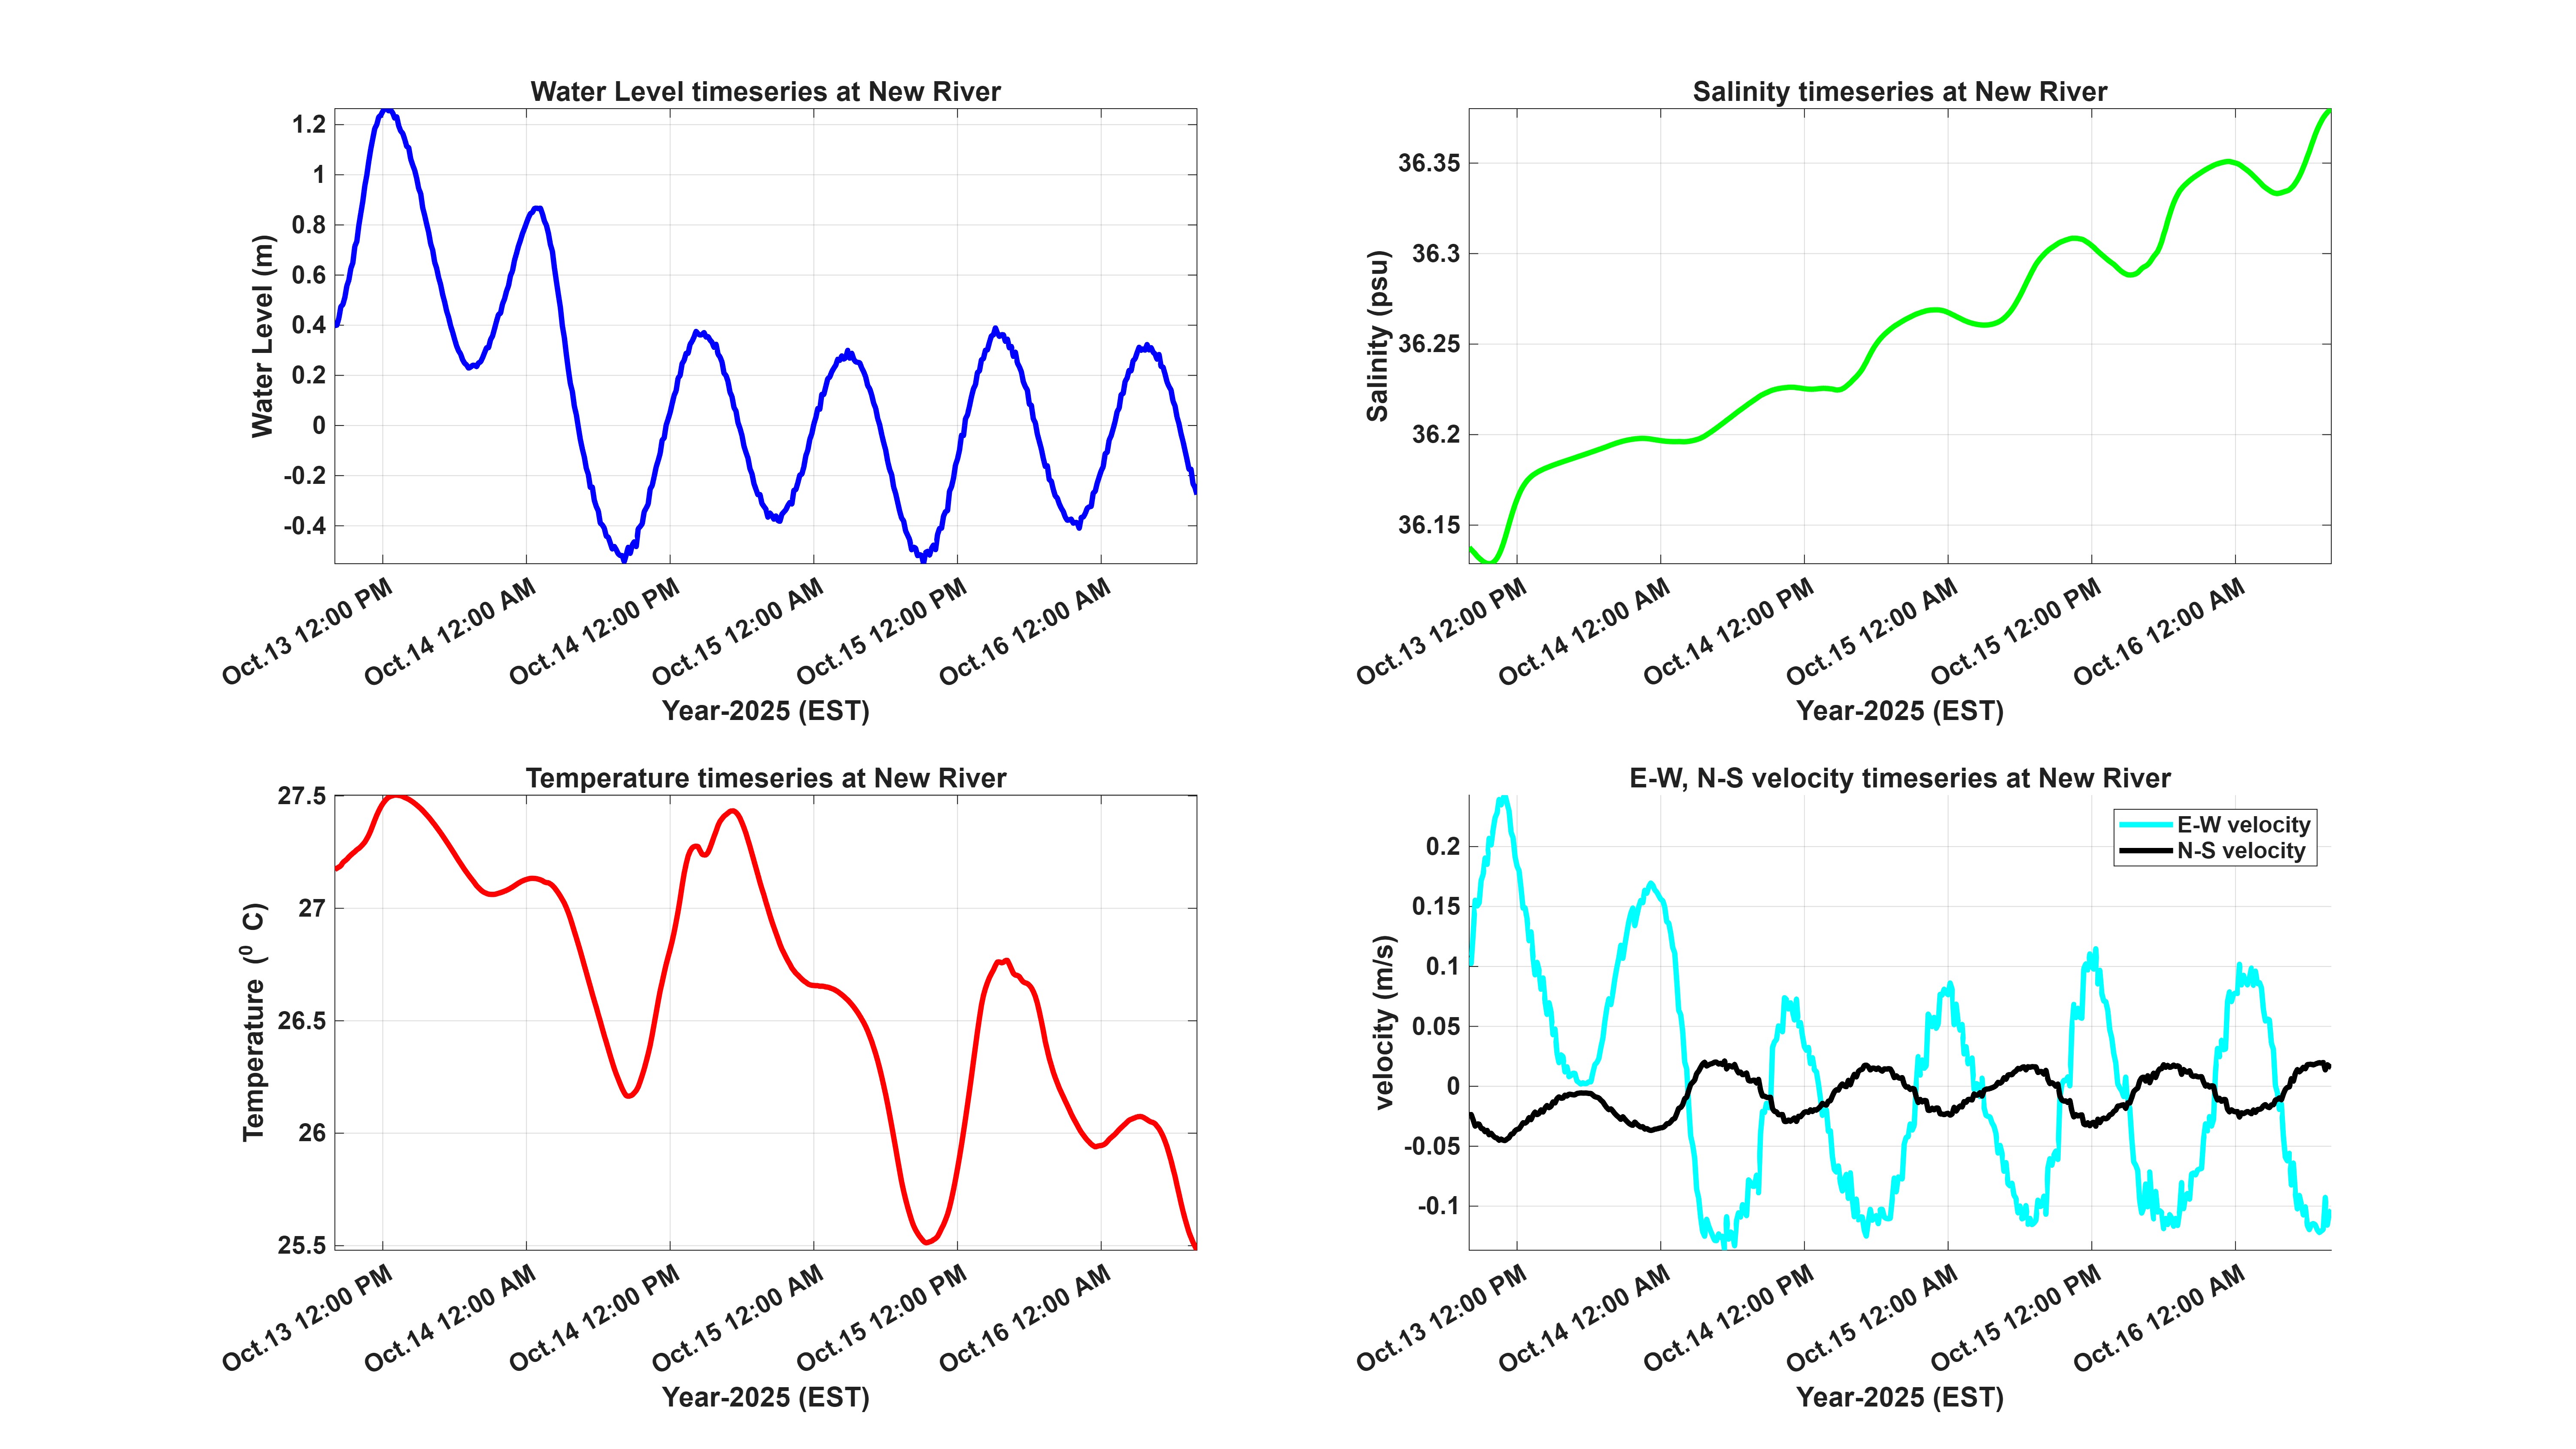 Water Level timeseries at New River
Water Level (m)
1.2
1
0.8
0.6
0.4
0.2
0
-0.2
-0.4
Oct.13 12:00 PM
Oct.14 12:00 AM
Oct.14 12:00 PM
Oct.15 12:00 AM
Oct.15 12:00 PM
Oct.16 12:00 AM
Year-2025 (EST)
Salinity timeseries at New River
Salinity (psu)
36.35
36.3
36.25
36.2
36.15
Oct.13 12:00 PM
Oct.14 12:00 AM
Oct.14 12:00 PM
Oct.15 12:00 AM
Oct.15 12:00 PM
Oct.16 12:00 AM
Year-2025 (EST)
Temperature timeseries at New River
Temperature (⁰ C)
27.5
27
26.5
26
25.5
Oct.13 12:00 PM
Oct.14 12:00 AM
Oct.14 12:00 PM
Oct.15 12:00 AM
Oct.15 12:00 PM
Oct.16 12:00 AM
Year-2025 (EST)
E-W, N-S velocity timeseries at New River
velocity (m/s)
0.2
0.15
0.1
0.05
0
-0.05
-0.1
E-W velocity
N-S velocity
Oct.13 12:00 PM
Oct.14 12:00 AM
Oct.14 12:00 PM
Oct.15 12:00 AM
Oct.15 12:00 PM
Oct.16 12:00 AM
Year-2025 (EST)